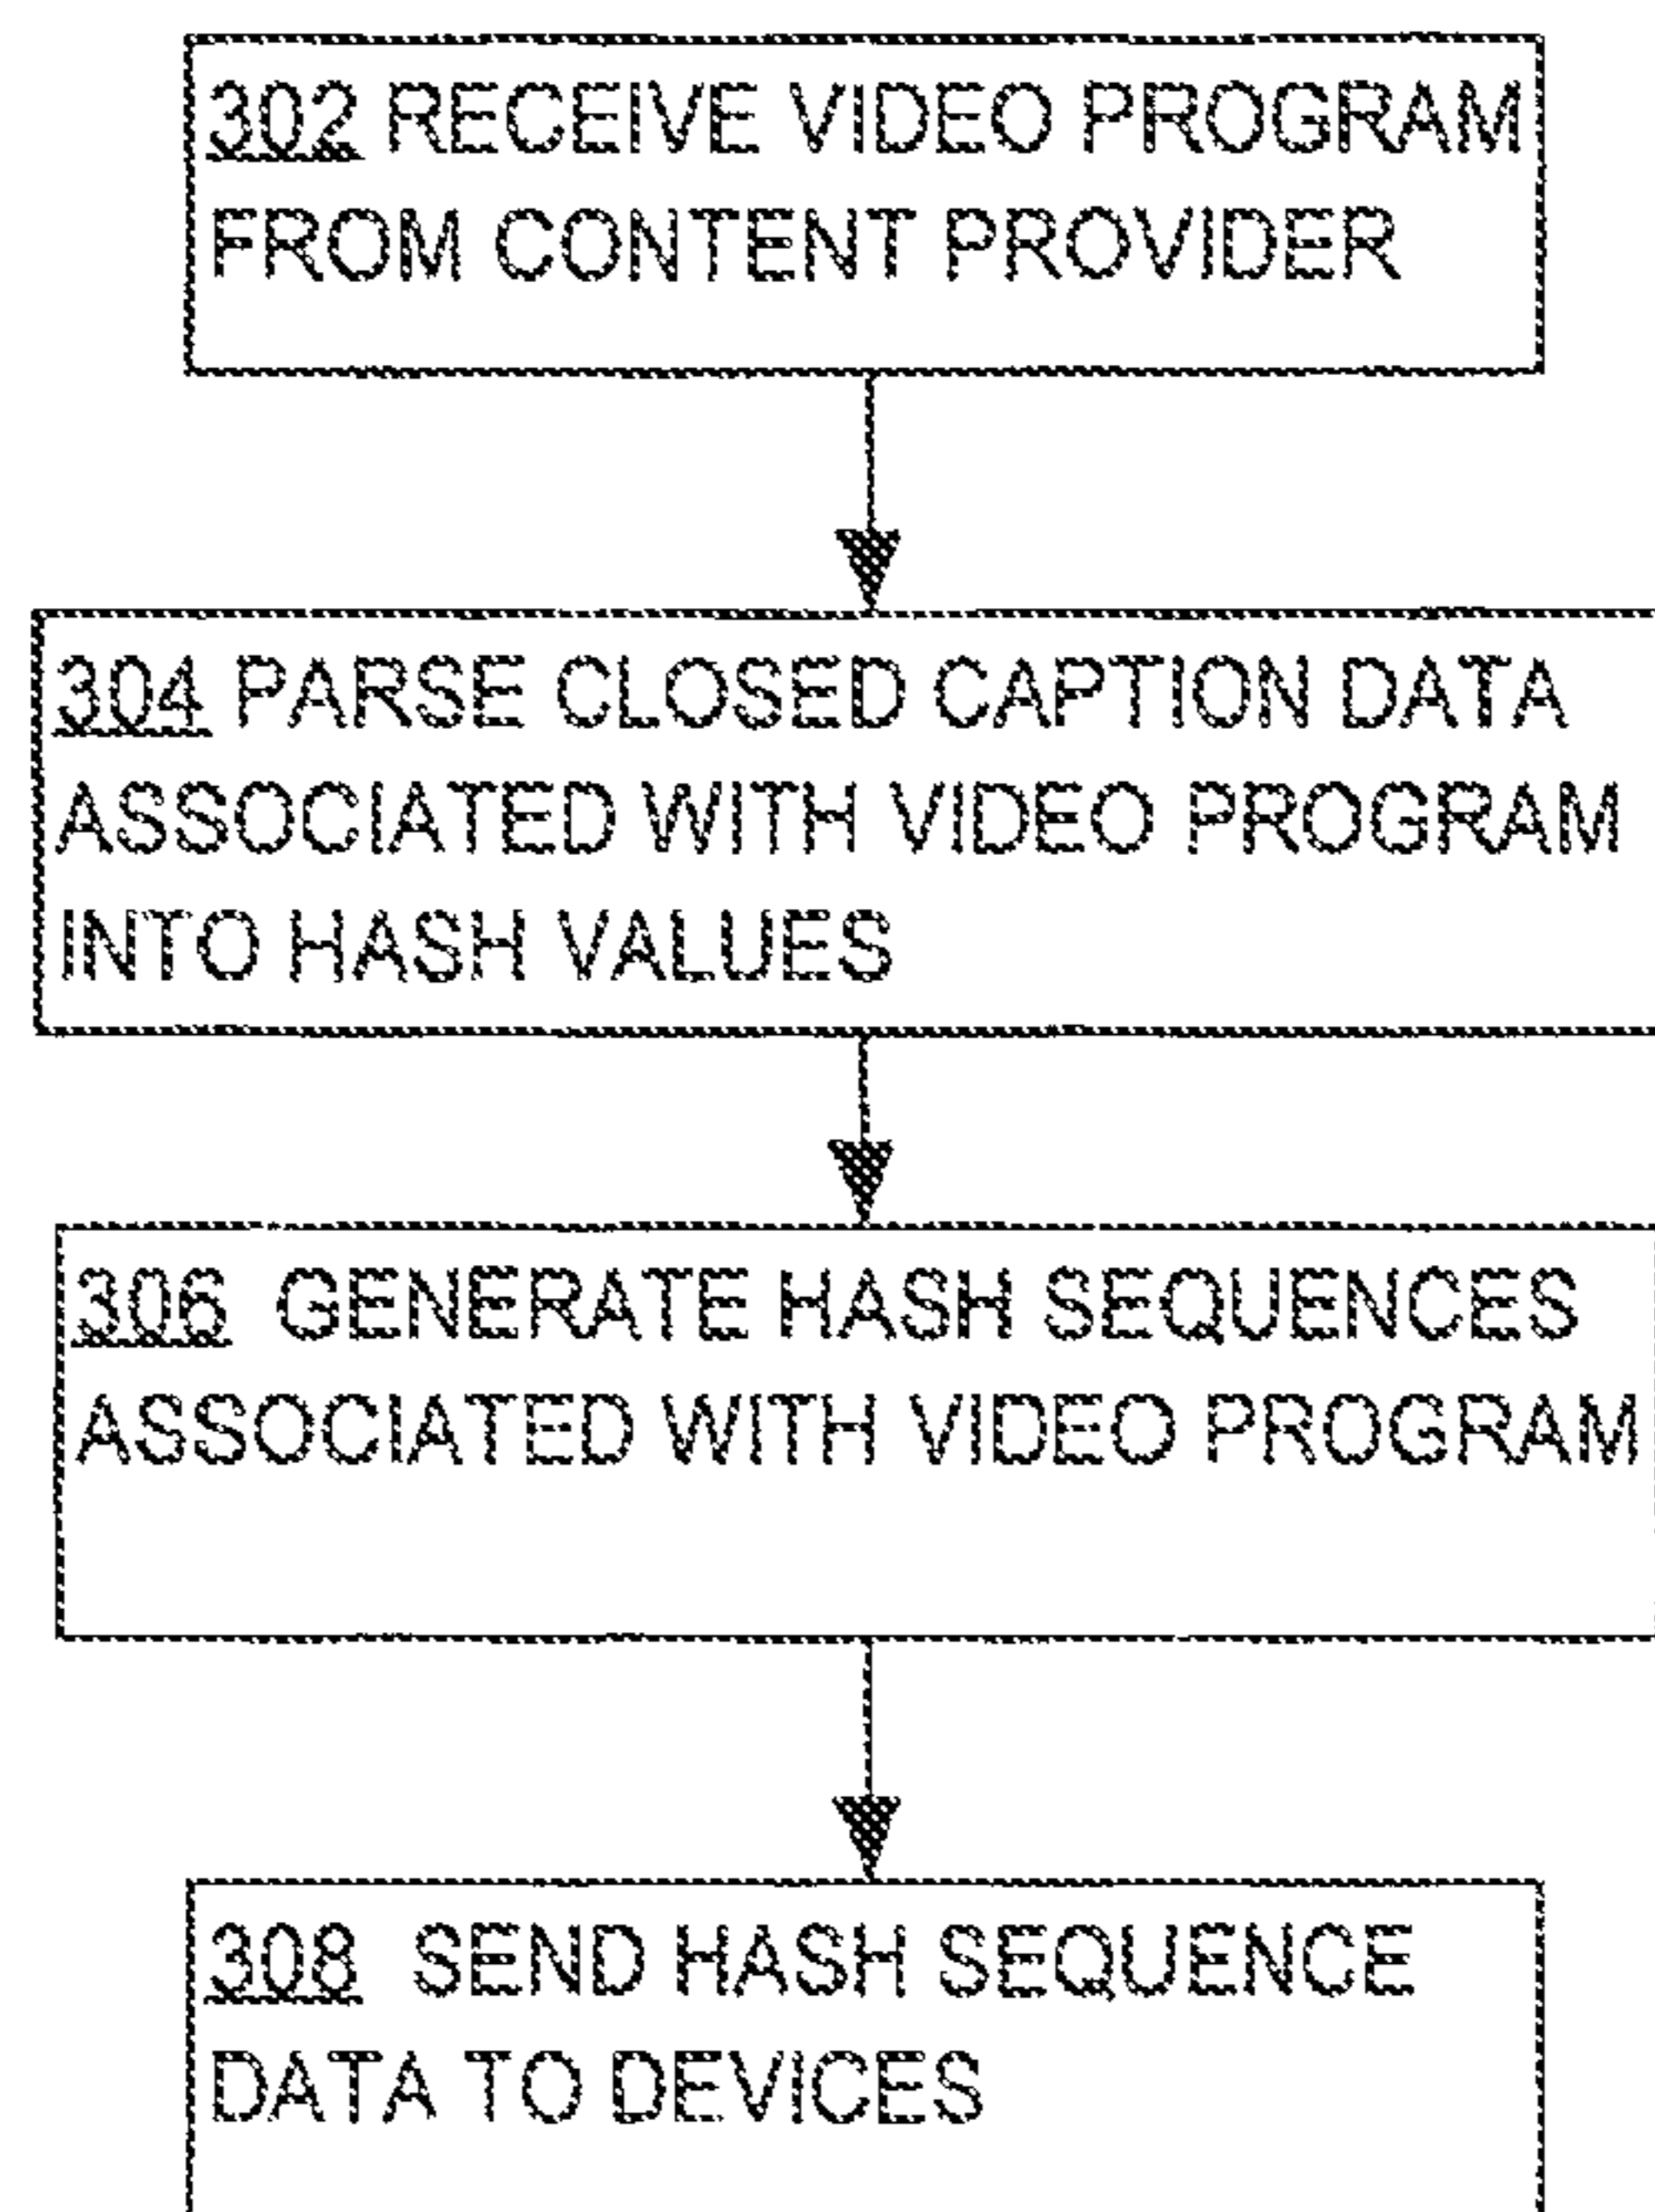 302 RECEIVE VIDEO PROGRAM
FROM CONTENT PROVIDER
304 PARSE CLOSED CAPTION DATA
ASSOCIATED WITH VIDEO PROGRAM
INTO HASH VALUES
306 GENERATE HASH SEQUENCES
ASSOCIATED WITH VIDEO PROGRAM
308 SEND HASH SEQUENCE
DATA TO DEVICES